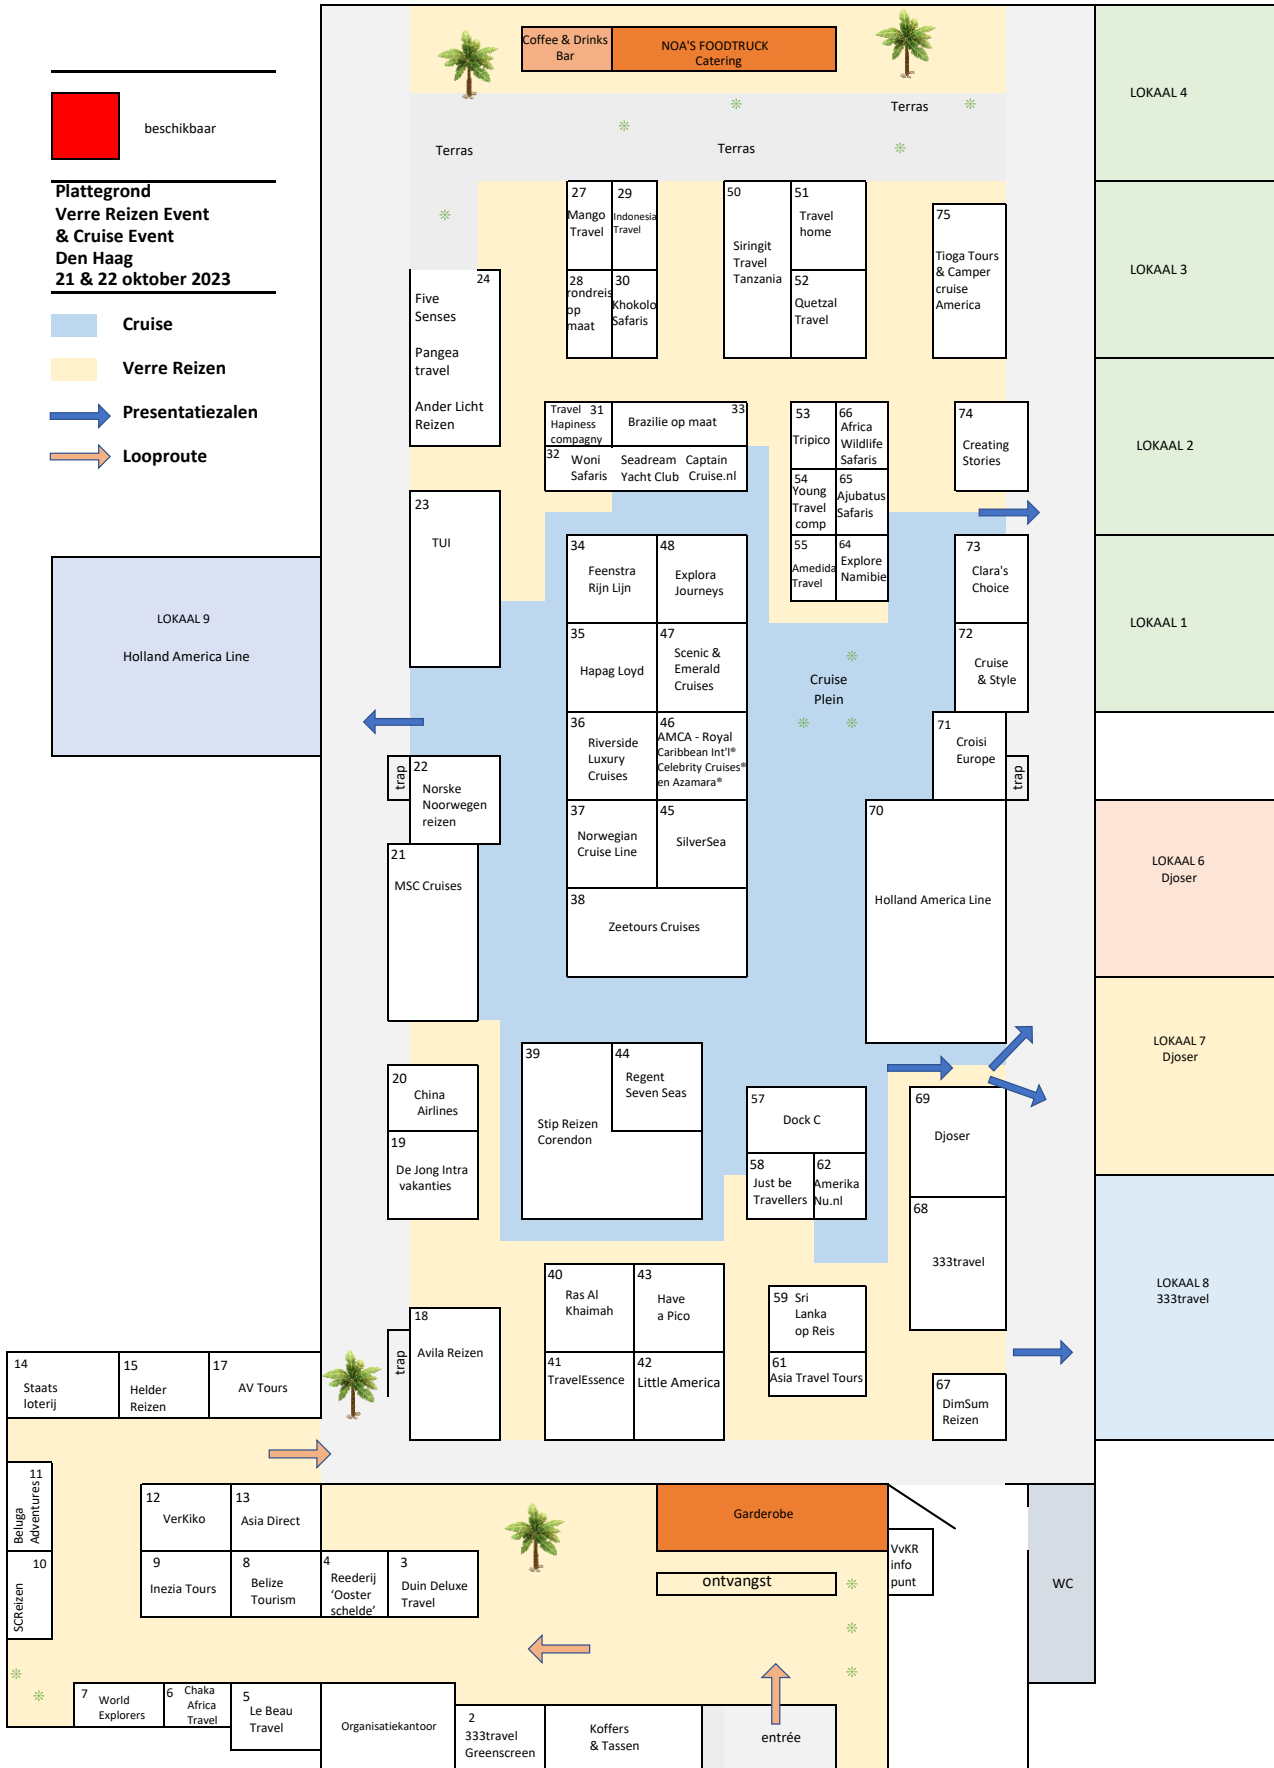 Coffee & Drinks
Bar
NOA'S FOODTRUCK
Catering
LOKAAL 4
beschikbaar
Terras
Terras
Terras
Plattegrond
Verre Reizen Event
& Cruise Event
Den Haag
21 & 22 oktober 2023
Cruise
Verre Reizen
Presentatiezalen
Looproute
27
Mango
Travel
29
Indonesia
Travel
50
Siringit
Travel
Tanzania
51
Travel
home
75
Tioga Tours
& Camper
cruise
America
LOKAAL 3
24
Five
Senses
Pangea
travel
Ander Licht
Reizen
28
rondreis
op
maat
30
Khokolo
Safaris
52
Quetzal
Travel
Travel
Hapiness
compagny
31
Brazilie op maat
33
53
Tripico
66
Africa
Wildlife
Safaris
74
Creating
Stories
LOKAAL 2
32
Woni
Safaris
Seadream
Yacht Club
Captain
Cruise.nl
54
Young
Travel
comp
65
Ajubatus
Safaris
23
TUI
34
Feenstra
Rijn Lijn
48
Explora
Journeys
55
Amedida
Travel
64
Explore
Namibie
73
Clara's
Choice
LOKAAL 9
Holland America Line
LOKAAL 1
35
Hapag Loyd
47
Scenic &
Emerald
Cruises
Cruise
Plein
72
Cruise
& Style
36
Riverside
Luxury
Cruises
46
AMCA - Royal
Caribbean Int'l®
Celebrity Cruises®
en Azamara®
71
Croisi
Europe
trap
22
Norske
Noorwegen
reizen
trap
37
Norwegian
Cruise Line
45
SilverSea
70
Holland America Line
LOKAAL 6
Djoser
21
MSC Cruises
38
Zeetours Cruises
39
Stip Reizen
Corendon
44
Regent
Seven Seas
LOKAAL 7
Djoser
20
China
Airlines
57
Dock C
69
Djoser
19
De Jong Intra
vakanties
58
Just be
Travellers
62
Amerika
Nu.nl
68
333travel
LOKAAL 8
333travel
40
Ras Al
Khaimah
43
Have
a Pico
59
Sri
Lanka
op Reis
18
Avila Reizen
trap
14
Staats
loterij
15
Helder
Reizen
17
AV Tours
41
TravelEssence
42
Little America
61
Asia Travel Tours
67
DimSum
Reizen
11
Beluga
Adventures
12
VerKiko
13
Asia Direct
Garderobe
10
SCReizen
9
Inezia Tours
8
Belize
Tourism
4
Reederij
‘Ooster
schelde’
3
Duin Deluxe
Travel
ontvangst
VvKR
info
punt
WC
7
World
Explorers
6
Chaka
Africa
Travel
5
Le Beau
Travel
Organisatiekantoor
2
333travel
Greenscreen
Koffers
& Tassen
entrée